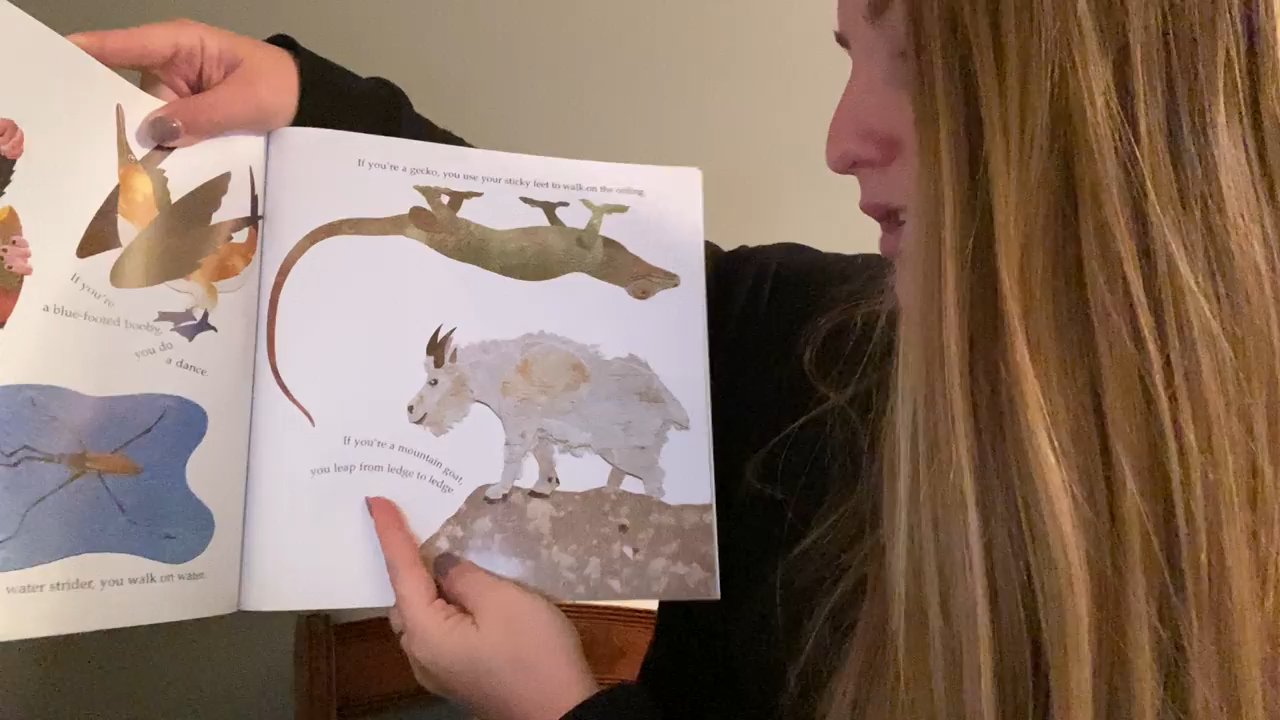 If you're
a blue-footed booby,
you do
a dance.
water strider, you walk on water.
If you're a gecko, you use your sticky feet to walk on the ceiling.
If you're a mountain goat,
you leap from ledge to ledge.